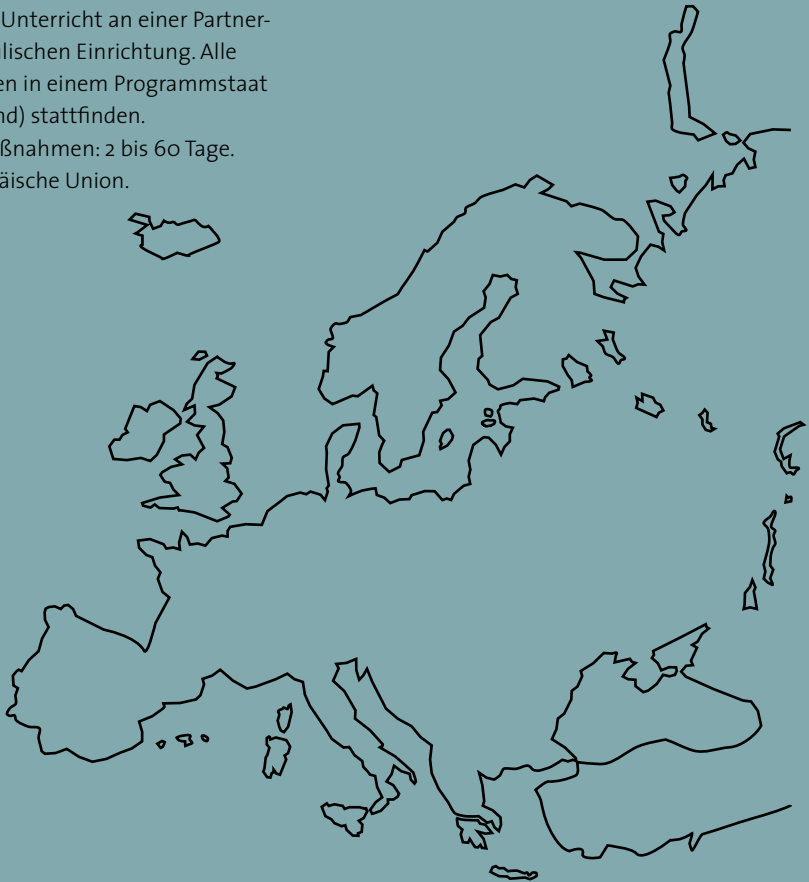 Unterricht an einer Partner-
lischen Einrichtung. Alle
en in einem Programmstaat
nd) stattfinden.
ßnahmen: 2 bis 60 Tage.
äische Union.